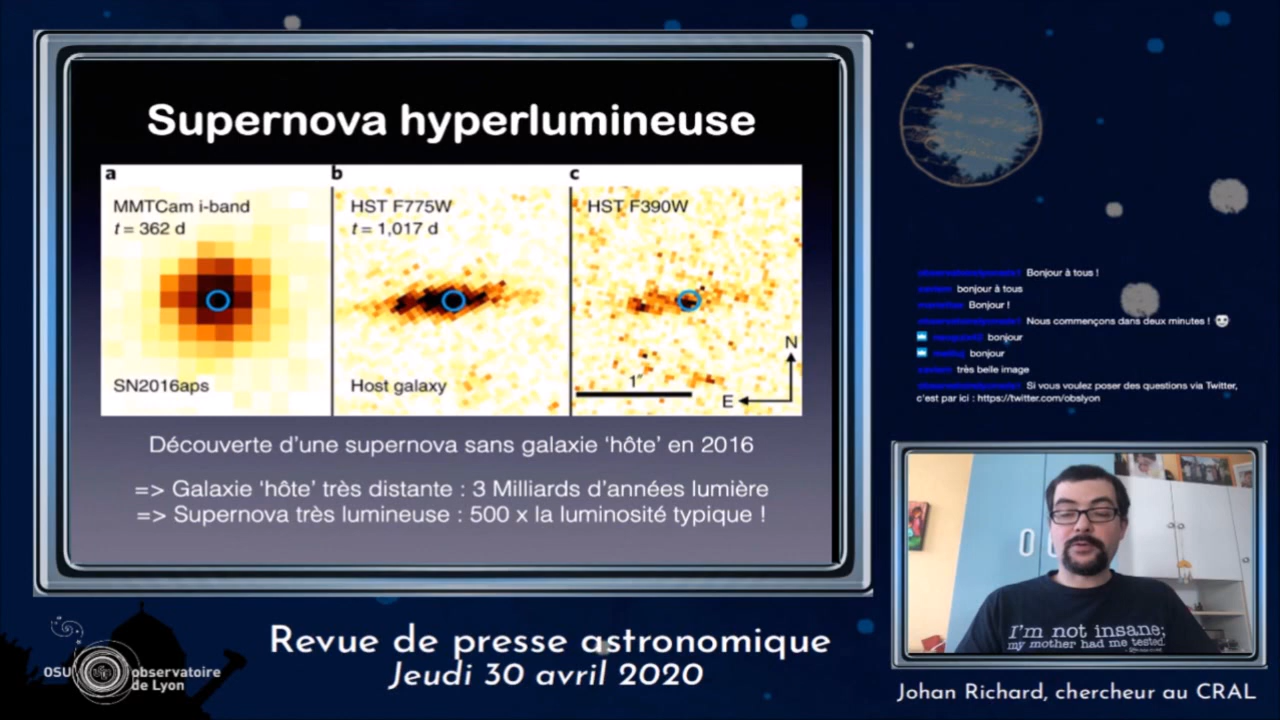 Supernova hyperlumineuse
a
b
c
MMTCam i-band
t = 362 d
SN2016aps
HST F775W
t = 1,017 d
Host galaxy
HST F390W
1″
N
E
Découverte d'une supernova sans galaxie 'hôte' en 2016
=> Galaxie 'hôte' très distante : 3 Milliards d'années lumière
=> Supernova très lumineuse : 500 x la luminosité typique !
Bonjour à tous !
bonjour à tous
Bonjour !
Nous commençons dans deux minutes !
bonjour
bonjour
très belle image
Si vous voulez poser des questions via Twitter,
c'est par ici : https://twitter.com/obslyon
I'm not insane;
my mother had me tested.
Revue de presse astronomique
Jeudi 30 avril 2020
OSU
observatoire
de Lyon
Johan Richard, chercheur au CRAL